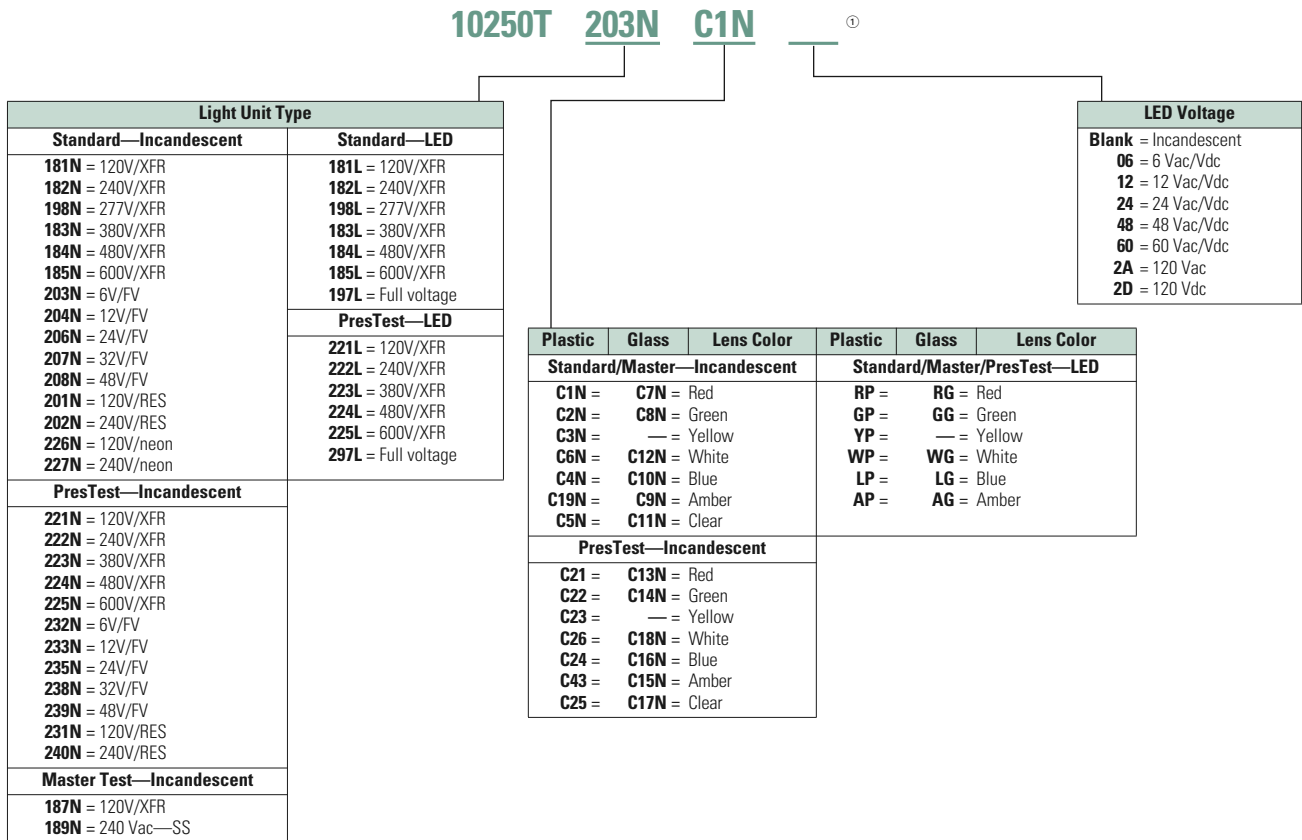 10250T 203N C1N ___ ①
Light Unit Type
Standard—Incandescent
181N = 120V/XFR
182N = 240V/XFR
198N = 277V/XFR
183N = 380V/XFR
184N = 480V/XFR
185N = 600V/XFR
203N = 6V/FV
204N = 12V/FV
206N = 24V/FV
207N = 32V/FV
208N = 48V/FV
201N = 120V/RES
202N = 240V/RES
226N = 120V/neon
227N = 240V/neon
PresTest—Incandescent
221N = 120V/XFR
222N = 240V/XFR
223N = 380V/XFR
224N = 480V/XFR
225N = 600V/XFR
232N = 6V/FV
233N = 12V/FV
235N = 24V/FV
238N = 32V/FV
239N = 48V/FV
231N = 120V/RES
240N = 240V/RES
Master Test—Incandescent
187N = 120V/XFR
189N = 240 Vac—SS
Standard—LED
181L = 120V/XFR
182L = 240V/XFR
198L = 277V/XFR
183L = 380V/XFR
184L = 480V/XFR
185L = 600V/XFR
197L = Full voltage
PresTest—LED
221L = 120V/XFR
222L = 240V/XFR
223L = 380V/XFR
224L = 480V/XFR
225L = 600V/XFR
297L = Full voltage
Plastic Glass Lens Color
Standard/Master—Incandescent
C1N = C7N = Red
C2N = C8N = Green
C3N = — = Yellow
C6N = C12N = White
C4N = C10N = Blue
C19N = C9N = Amber
C5N = C11N = Clear
PresTest—Incandescent
C21 = C13N = Red
C22 = C14N = Green
C23 = — = Yellow
C26 = C18N = White
C24 = C16N = Blue
C43 = C15N = Amber
C25 = C17N = Clear
Plastic Glass Lens Color
Standard/Master/PresTest—LED
RP = RG = Red
GP = GG = Green
YP = — = Yellow
WP = WG = White
LP = LG = Blue
AP = AG = Amber
LED Voltage
Blank = Incandescent
06 = 6 Vac/Vdc
12 = 12 Vac/Vdc
24 = 24 Vac/Vdc
48 = 48 Vac/Vdc
60 = 60 Vac/Vdc
2A = 120 Vac
2D = 120 Vdc